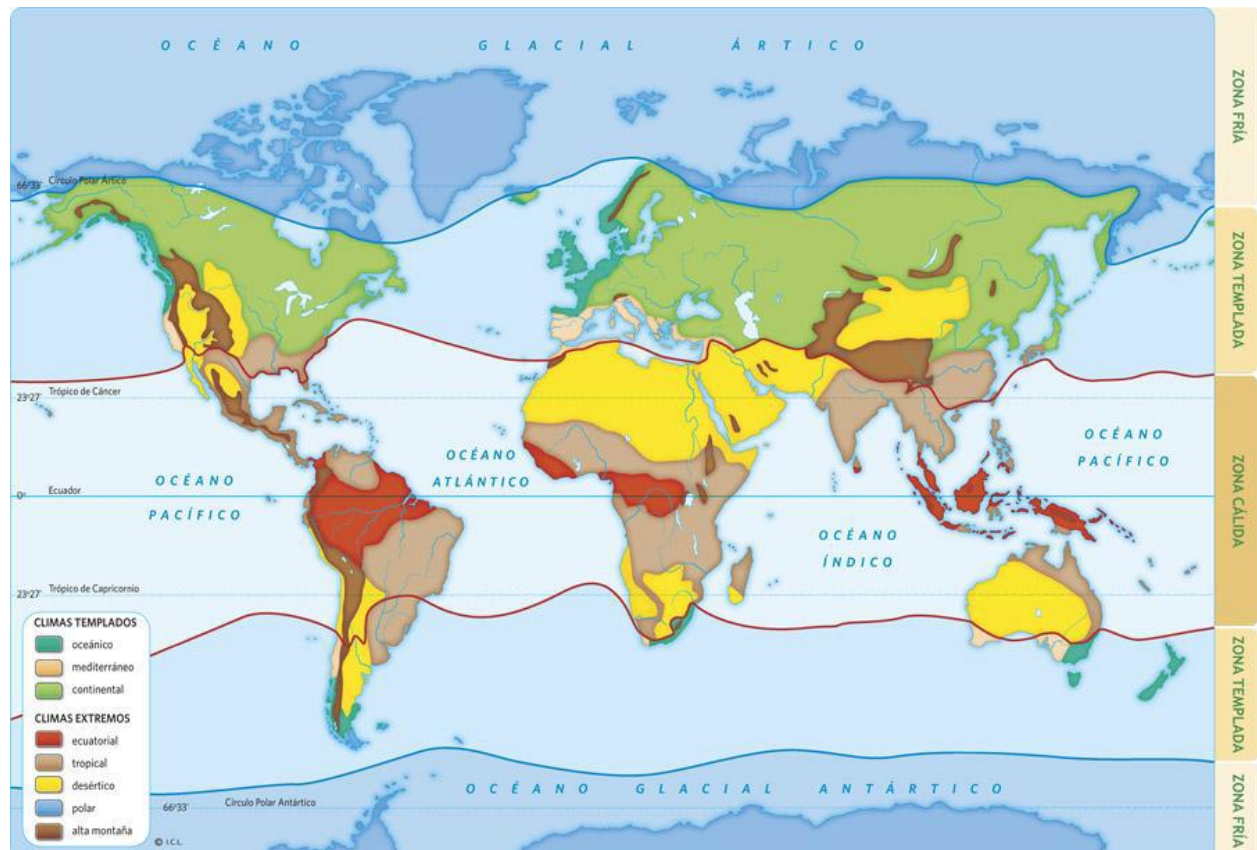 OCÉANO GLACIAL ÁRTICO
ZONA FRÍA
66°33' Círculo Polar Ártico
ZONA TEMPLADA
Trópico de Cáncer
23°27'
ZONA CÁLIDA
OCÉANO
PACÍFICO
OCÉANO
ATLÁNTICO
OCÉANO
PACÍFICO
Ecuador
0°
OCÉANO
ÍNDICO
Trópico de Capricornio
23°27'
CLIMAS TEMPLADOS
oceánico
mediterráneo
continental
CLIMAS EXTREMOS
ecuatorial
tropical
desértico
polar
alta montaña
ZONA TEMPLADA
OCÉANO GLACIAL ANTÁRTICO
Círculo Polar Antártico
66°33'
ZONA FRÍA
© I.C.L.